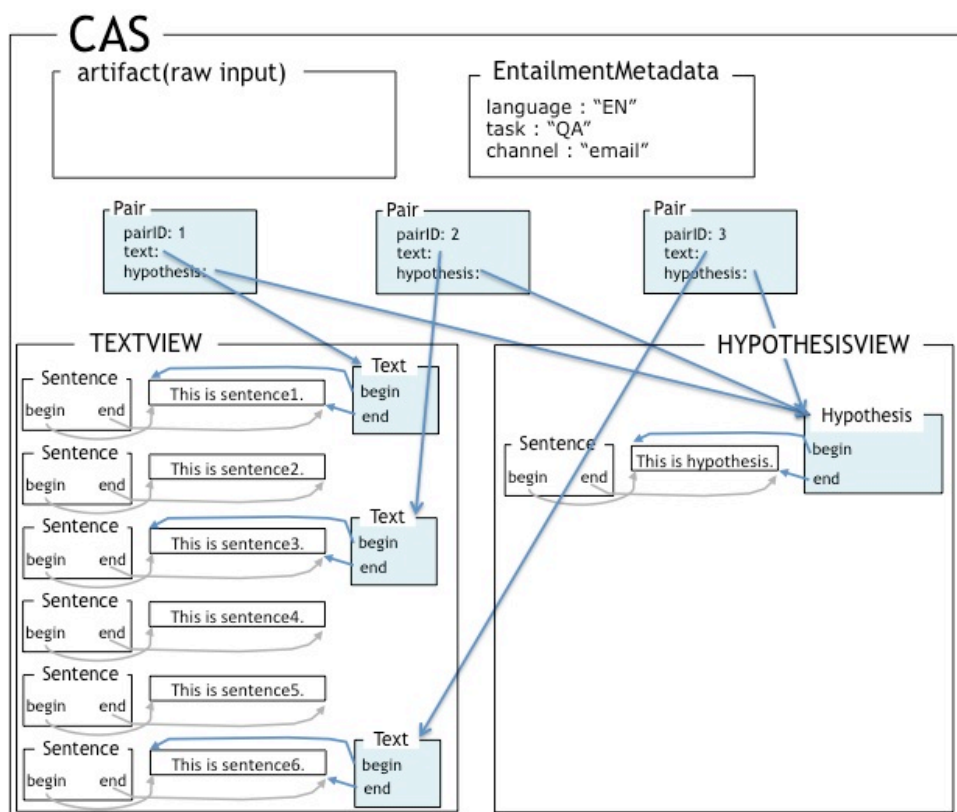 CAS
artifact(raw input)
EntailmentMetadata
language : “EN”
task : “QA”
channel : “email”
Pair
pairID: 1
text:
hypothesis:
Pair
pairID: 2
text:
hypothesis:
Pair
pairID: 3
text:
hypothesis:
TEXTVIEW
Sentence
begin end
This is sentence1.
Text
begin
end
Sentence
begin end
This is sentence2.
Sentence
begin end
This is sentence3.
Text
begin
end
Sentence
begin end
This is sentence4.
Sentence
begin end
This is sentence5.
Sentence
begin end
This is sentence6.
Text
begin
end
HYPOTHESISVIEW
Sentence
begin end
This is hypothesis.
Hypothesis
begin
end